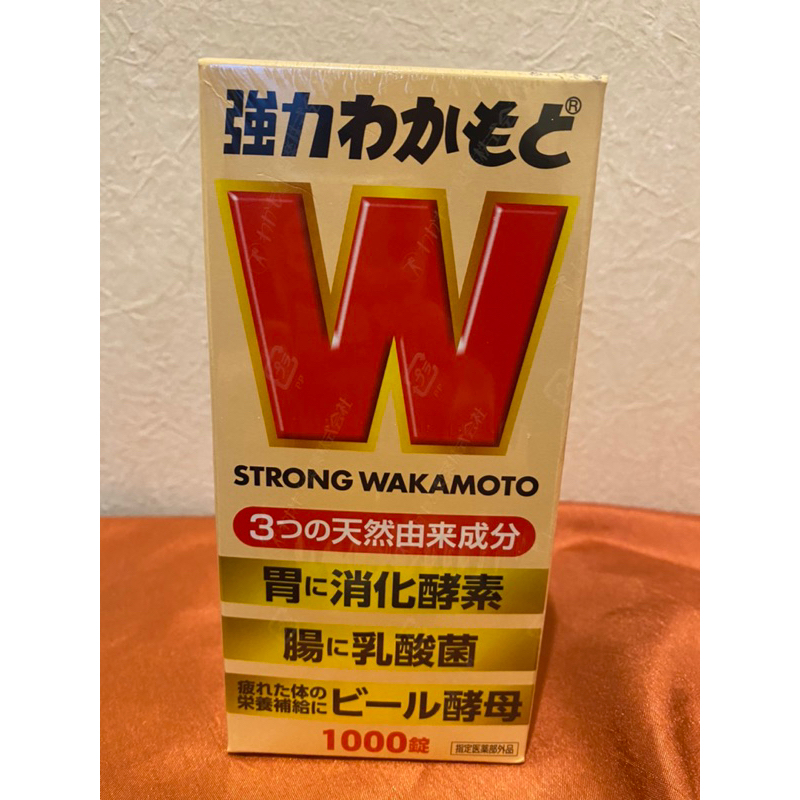 強力わかもと®
W
STRONG WAKAMOTO
3つの天然由来成分
胃に消化酵素
腸に乳酸菌
疲れた体の
栄養補給にビール酵母
1000錠
指定医薬部外品